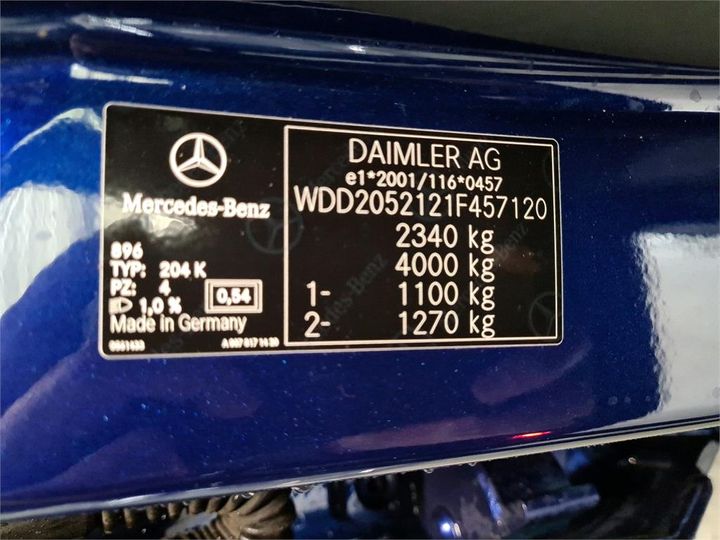 Mercedes-Benz
896
TYP: 204 K
PZ: 4
1,0 %
0,54
Made in Germany
DAIMLER AG
e1*2001/116*0457
WDD2052121F457120
2340 kg
4000 kg
1- 1100 kg
2- 1270 kg